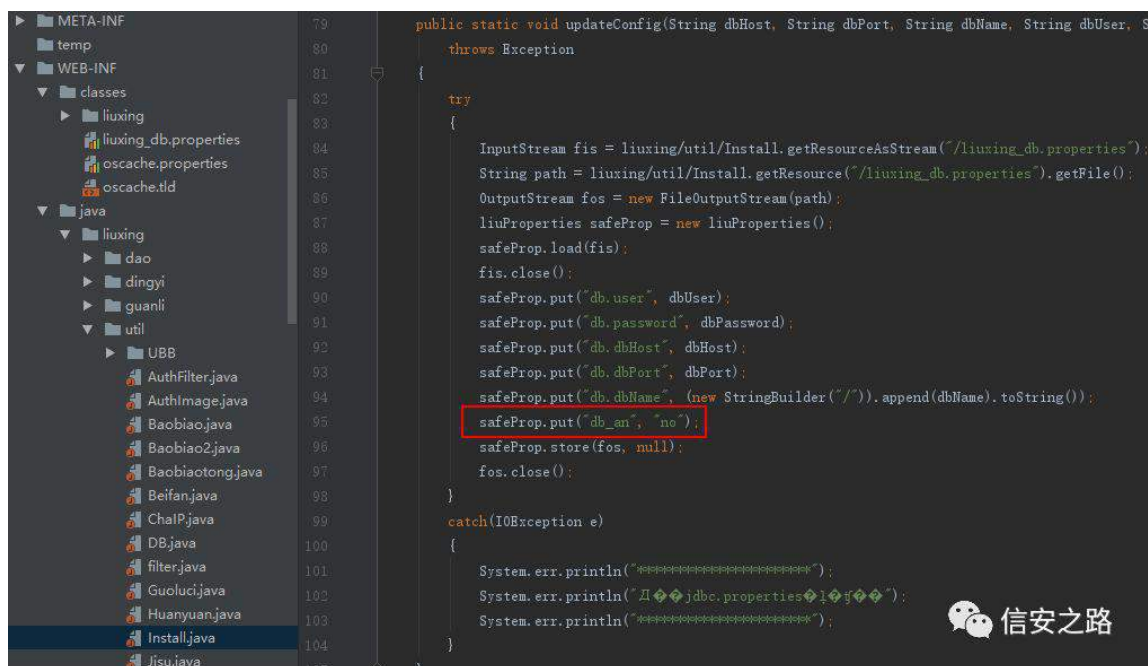 META-INF
temp
WEB-INF
classes
liuxing
liuxing_db.properties
oscache.properties
oscache.tld
java
liuxing
dao
dingyi
guanli
util
UBB
AuthFilter.java
AuthImage.java
Baobiao.java
Baobiao2.java
Baobiaotong.java
Beifan.java
ChaIP.java
DB.java
filter.java
Guoluci.java
Huanyuan.java
Install.java
Jisu.java
79 public static void updateConfig(String dbHost, String dbPort, String dbName, String dbUser, S
80 throws Exception
81 {
82 try
83 {
84 InputStream fis = liuxing/util/Install.getResourceAsStream("/liuxing_db.properties");
85 String path = liuxing/util/Install.getResource("/liuxing_db.properties").getFile();
86 OutputStream fos = new FileOutputStream(path);
87 liuProperties safeProp = new liuProperties();
88 safeProp.load(fis);
89 fis.close();
90 safeProp.put("db.user", dbUser);
91 safeProp.put("db.password", dbPassword);
92 safeProp.put("db.dbHost", dbHost);
93 safeProp.put("db.dbPort", dbPort);
94 safeProp.put("db.dbName", (new StringBuilder("/")).append(dbName).toString());
95 safeProp.put("db_an", "no");
96 safeProp.store(fos, null);
97 fos.close();
98 }
99 catch(IOException e)
100 {
101 System.err.println("**********************");
102 System.err.println("Д��jdbc.properties�ļ�ʧ��");
103 System.err.println("**********************");
104 }
信安之路